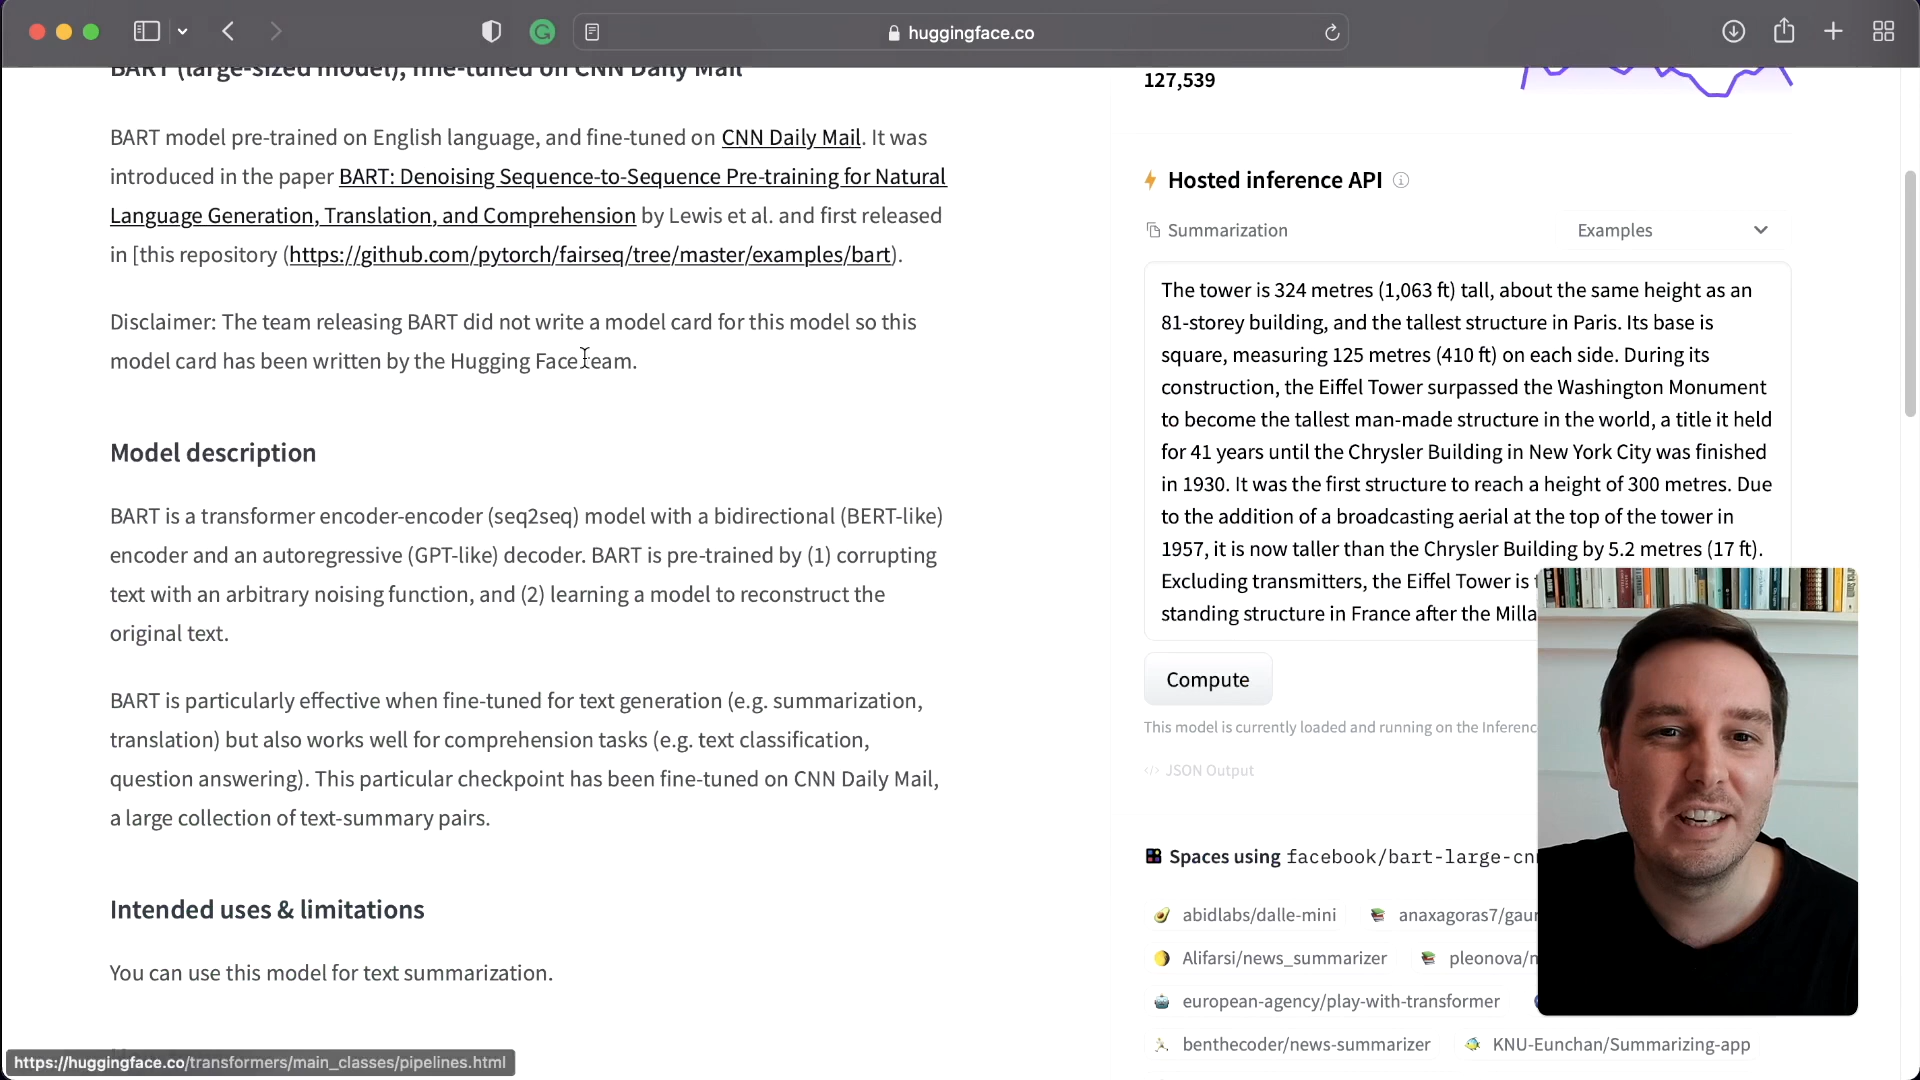 huggingface.co
BART (large-sized model), fine-tuned on CNN Daily Mail
BART model pre-trained on English language, and fine-tuned on CNN Daily Mail. It was
introduced in the paper BART: Denoising Sequence-to-Sequence Pre-training for Natural
Language Generation, Translation, and Comprehension by Lewis et al. and first released
in [this repository (https://github.com/pytorch/fairseq/tree/master/examples/bart).
Disclaimer: The team releasing BART did not write a model card for this model so this
model card has been written by the Hugging Face team.
Model description
BART is a transformer encoder-encoder (seq2seq) model with a bidirectional (BERT-like)
encoder and an autoregressive (GPT-like) decoder. BART is pre-trained by (1) corrupting
text with an arbitrary noising function, and (2) learning a model to reconstruct the
original text.
BART is particularly effective when fine-tuned for text generation (e.g. summarization,
translation) but also works well for comprehension tasks (e.g. text classification,
question answering). This particular checkpoint has been fine-tuned on CNN Daily Mail,
a large collection of text-summary pairs.
Intended uses & limitations
You can use this model for text summarization.
https://huggingface.co/transformers/main_classes/pipelines.html
127,539
Hosted inference API
Summarization
Examples
The tower is 324 metres (1,063 ft) tall, about the same height as an
81-storey building, and the tallest structure in Paris. Its base is
square, measuring 125 metres (410 ft) on each side. During its
construction, the Eiffel Tower surpassed the Washington Monument
to become the tallest man-made structure in the world, a title it held
for 41 years until the Chrysler Building in New York City was finished
in 1930. It was the first structure to reach a height of 300 metres. Due
to the addition of a broadcasting aerial at the top of the tower in
1957, it is now taller than the Chrysler Building by 5.2 metres (17 ft).
Excluding transmitters, the Eiffel Tower is
standing structure in France after the Milla
Compute
This model is currently loaded and running on the Inferenc
</> JSON Output
Spaces using facebook/bart-large-cn
abidlabs/dalle-mini
anaxagoras7/gau
Alifarsi/news_summarizer
pleonova/
european-agency/play-with-transformer
benthecoder/news-summarizer
KNU-Eunchan/Summarizing-app